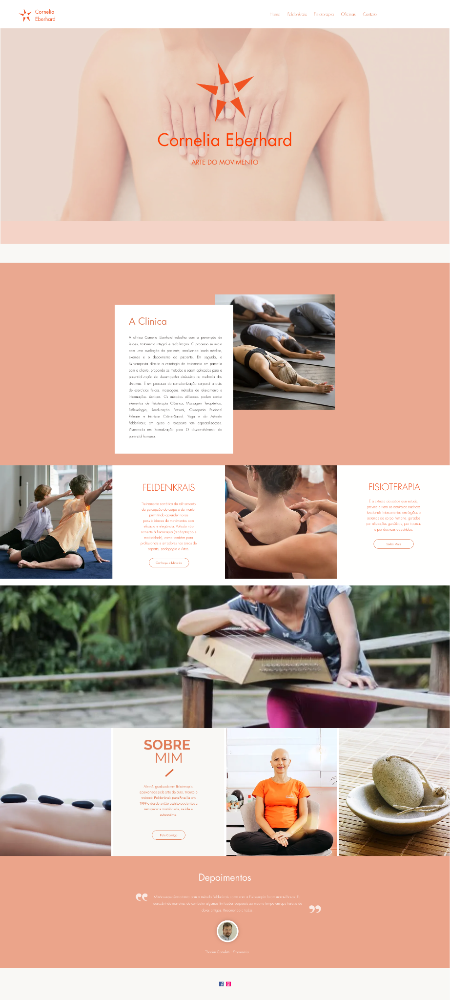 Cornelia
Eberhard
Home Feldenkrais Fisioterapia Oficinas Contato
Cornelia Eberhard
ARTE DO MOVIMENTO
A Clínica
A clínica Cornelia Eberhard trabalha com a prevenção de
lesões, tratamento integral e reabilitação. O processo se inicia
com uma avaliação do paciente, analisando laudo médico,
exames e o depoimento do paciente. Em seguida, o
fisioterapeuta discute a estratégia do tratamento em parceria
com o cliente, propondo os métodos a serem aplicados para a
potencialização do desempenho sinéstésico ou melhoria dos
sintomas. É um processo de conscientização corporal através
de exercícios físicos, massagens, métodos de relaxamento e
informações técnicas. Os métodos utilizados podem conter
elementos de Fisioterapia Clássica, Massagem Terapêutica,
Reflexologia, Reeducação Postural, Osteopatia
Release e técnicas Crânio-Sacral, Yoga e do Método
Feldenkrais; em quais a terapeuta tem especializações.
Vivenciencia em Somatização para O desenvolvimento do
potencial humano.
FELDENKRAIS
Treinamento somático de refinamento
da percepção do corpo e da mente,
permitindo aprender novas
possibilidades de movimentos com
eficácia e elegância. Voltado não
somente à fisioterapia (readaptação e
motricidade), como também para
profissionais e amadores nas áreas de
esporte, pedagogia e Artes.
Conheça o Método
FISIOTERAPIA
É a ciência da saúde que estuda,
previne e trata os distúrbios cinéticos
funcionais intercorrentes em órgãos e
sistemas do corpo humano, gerados
por alterações genéticas, por traumas
e por doenças adquiridas.
Saiba Mais
SOBRE
MIM
Alemã, graduada em fisioterapia,
apaixonada pela arte da cura. Trouxe o
método Feldenkrais para Brasília em
1999 e desde então assisto pacientes a
recuperar a mobilidade, saúde e
autoestima.
Fale Comigo
Depoimentos
Minha experiência tanto com o método Feldenkrais como com a Fisioterapia foram maravilhosas. Fui
descobrindo maneiras de combater algumas limitações corporais ao mesmo tempo em que tratava de
dores antigas. Recomendo a todos.
Thadeu - Empresário